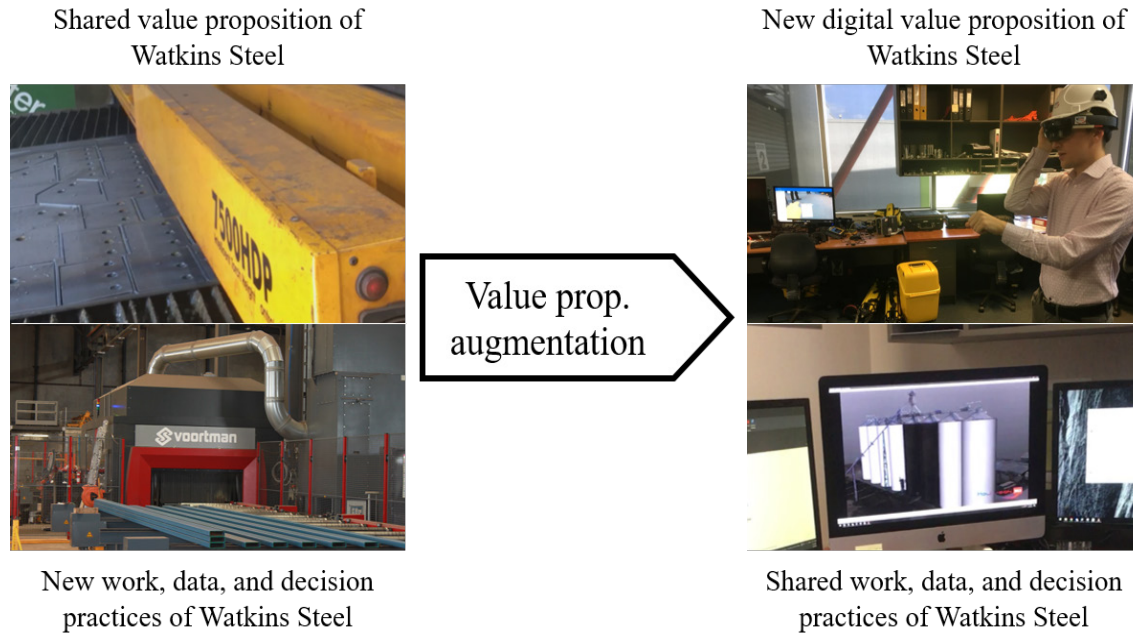 Shared value proposition of
Watkins Steel
New digital value proposition of
Watkins Steel
7500HDP
Value prop.
augmentation
voortman
New work, data, and decision
practices of Watkins Steel
Shared work, data, and decision
practices of Watkins Steel